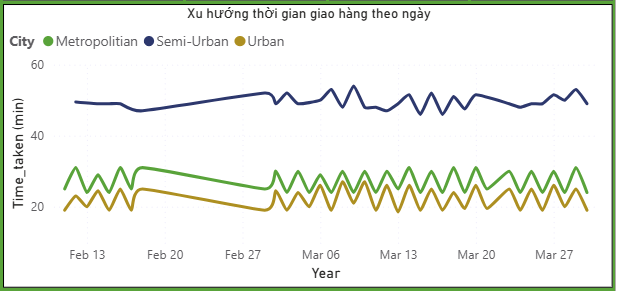 Xu hướng thời gian giao hàng theo ngày
City Metropolitian Semi-Urban Urban
60
40
20
Time_taken (min)
Feb 13 Feb 20 Feb 27 Mar 06 Mar 13 Mar 20 Mar 27
Year